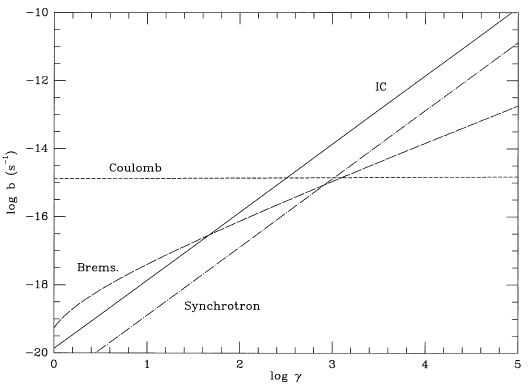 -10
-12
IC
-14
Coulomb
log b (s⁻¹)
-16
Brems.
-18
Synchrotron
-20
0 1 2 3 4 5
log γ